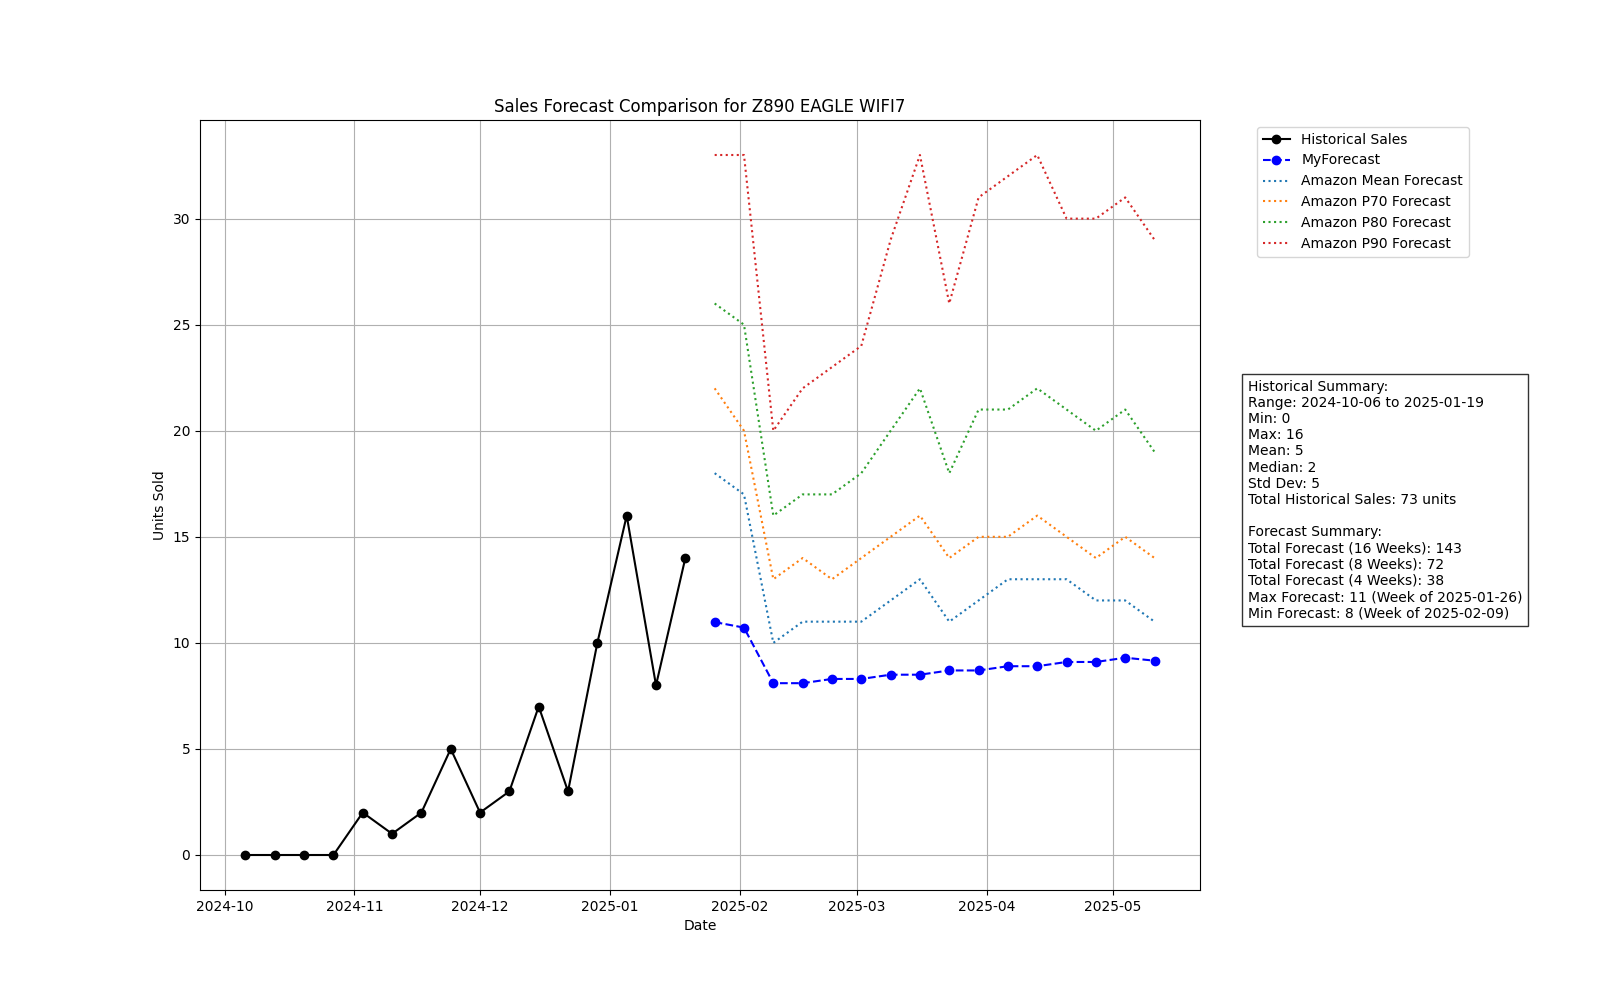 Sales Forecast Comparison for Z890 EAGLE WIFI7
Units Sold
30
25
20
15
10
5
0
2024-10
2024-11
2024-12
2025-01
2025-02
2025-03
2025-04
2025-05
Date
Historical Sales
MyForecast
Amazon Mean Forecast
Amazon P70 Forecast
Amazon P80 Forecast
Amazon P90 Forecast
Historical Summary:
Range: 2024-10-06 to 2025-01-19
Min: 0
Max: 16
Mean: 5
Median: 2
Std Dev: 5
Total Historical Sales: 73 units
Forecast Summary:
Total Forecast (16 Weeks): 143
Total Forecast (8 Weeks): 72
Total Forecast (4 Weeks): 38
Max Forecast: 11 (Week of 2025-01-26)
Min Forecast: 8 (Week of 2025-02-09)